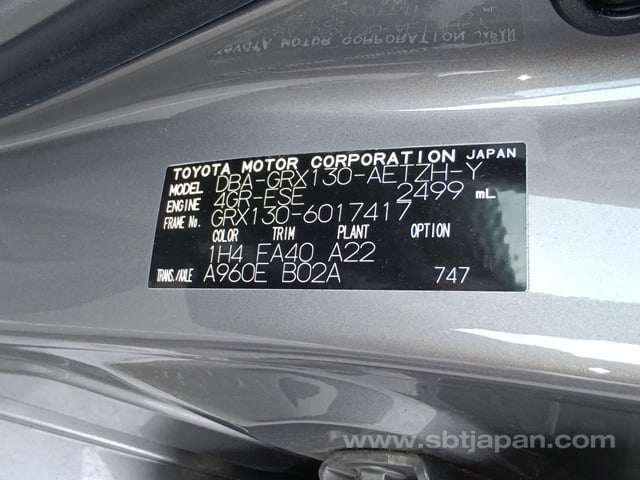 TOYOTA MOTOR CORPORATION JAPAN
MODEL DBA-GRX130-AETZH-Y
ENGINE 4GR-ESE 2499 mL
FRAME No. GRX130-6017417
COLOR TRIM PLANT OPTION
1H4 FA40 A22
TRANS./AXLE A960E B02A 747
www.sbtjapan.com